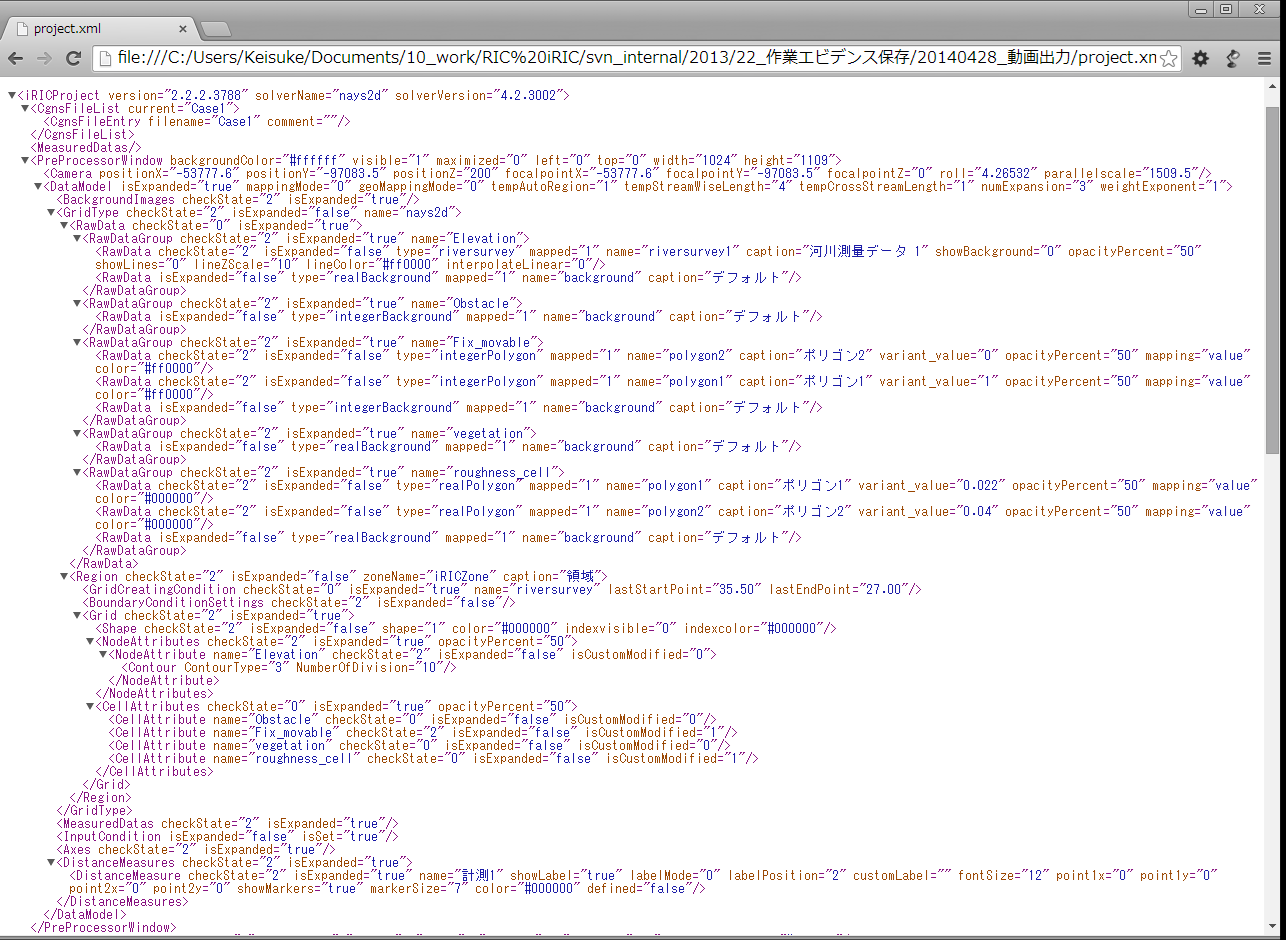 project.xml
file:///C:/Users/Keisuke/Documents/10_work/RIC%20iRIC/svn_internal/2013/22_作業エビデンス保存/20140428_動画出力/project.xm
▼<iRICProject version="2.2.2.3788" solverName="nays2d" solverVersion="4.2.3002">
▼<CgnsFileList current="Case1">
<CgnsFileEntry filename="Case1" comment=""/>
</CgnsFileList>
<MeasuredDatas/>
▼<PreProcessorWindow backgroundColor="#ffffff" visible="1" maximized="0" left="0" top="0" width="1024" height="1109">
<Camera positionX="-53777.6" positionY="-97083.5" positionZ="200" focalpointX="-53777.6" focalpointY="-97083.5" focalpointZ="0" roll="4.26532" parallelscale="1509.5"/>
▼<DataModel isExpanded="true" mappingMode="0" geoMappingMode="0" tempAutoRegion="1" tempStreamWiseLength="4" tempCrossStreamLength="1" numExpansion="3" weightExponent="1">
<BackgroundImages checkState="2" isExpanded="true"/>
▼<GridType checkState="2" isExpanded="false" name="nays2d">
▼<RawData checkState="0" isExpanded="true">
▼<RawDataGroup checkState="2" isExpanded="true" name="Elevation">
<RawData checkState="2" isExpanded="false" type="riversurvey" mapped="1" name="riversurvey1" caption="河川測量データ 1" showBackground="0" opacityPercent="50"
showLines="0" lineZScale="10" lineColor="#ff0000" interpolateLinear="0"/>
<RawData isExpanded="false" type="realBackground" mapped="1" name="background" caption="デフォルト"/>
</RawDataGroup>
▼<RawDataGroup checkState="2" isExpanded="true" name="Obstacle">
<RawData isExpanded="false" type="integerBackground" mapped="1" name="background" caption="デフォルト"/>
</RawDataGroup>
▼<RawDataGroup checkState="2" isExpanded="true" name="Fix_movable">
<RawData checkState="2" isExpanded="false" type="integerPolygon" mapped="1" name="polygon2" caption="ポリゴン2" variant_value="0" opacityPercent="50" mapping="value"
color="#ff0000"/>
<RawData checkState="2" isExpanded="false" type="integerPolygon" mapped="1" name="polygon1" caption="ポリゴン1" variant_value="1" opacityPercent="50" mapping="value"
color="#ff0000"/>
<RawData isExpanded="false" type="integerBackground" mapped="1" name="background" caption="デフォルト"/>
</RawDataGroup>
▼<RawDataGroup checkState="2" isExpanded="true" name="vegetation">
<RawData isExpanded="false" type="realBackground" mapped="1" name="background" caption="デフォルト"/>
</RawDataGroup>
▼<RawDataGroup checkState="2" isExpanded="true" name="roughness_cell">
<RawData checkState="2" isExpanded="false" type="realPolygon" mapped="1" name="polygon1" caption="ポリゴン1" variant_value="0.022" opacityPercent="50" mapping="value"
color="#000000"/>
<RawData checkState="2" isExpanded="false" type="realPolygon" mapped="1" name="polygon2" caption="ポリゴン2" variant_value="0.04" opacityPercent="50" mapping="value"
color="#000000"/>
<RawData isExpanded="false" type="realBackground" mapped="1" name="background" caption="デフォルト"/>
</RawDataGroup>
</RawData>
▼<Region checkState="2" isExpanded="false" zoneName="iRICZone" caption="領域">
<GridCreatingCondition checkState="0" isExpanded="true" name="riversurvey" lastStartPoint="35.50" lastEndPoint="27.00"/>
<BoundaryConditionSettings checkState="2" isExpanded="false"/>
▼<Grid checkState="2" isExpanded="true">
<Shape checkState="2" isExpanded="false" shape="1" color="#000000" indexvisible="0" indexcolor="#000000"/>
▼<NodeAttributes checkState="2" isExpanded="true" opacityPercent="50">
▼<NodeAttribute name="Elevation" checkState="2" isExpanded="false" isCustomModified="0">
<Contour ContourType="3" NumberOfDivision="10"/>
</NodeAttribute>
</NodeAttributes>
▼<CellAttributes checkState="0" isExpanded="true" opacityPercent="50">
<CellAttribute name="Obstacle" checkState="0" isExpanded="false" isCustomModified="0"/>
<CellAttribute name="Fix_movable" checkState="2" isExpanded="false" isCustomModified="1"/>
<CellAttribute name="vegetation" checkState="0" isExpanded="false" isCustomModified="0"/>
<CellAttribute name="roughness_cell" checkState="0" isExpanded="false" isCustomModified="1"/>
</CellAttributes>
</Grid>
</Region>
</GridType>
<MeasuredDatas checkState="2" isExpanded="true"/>
<InputCondition isExpanded="false" isSet="true"/>
<Axes checkState="2" isExpanded="true"/>
▼<DistanceMeasures checkState="2" isExpanded="true">
<DistanceMeasure checkState="2" isExpanded="true" name="計測1" showLabel="true" labelMode="0" labelPosition="2" customLabel="" fontSize="12" point1x="0" point1y="0"
point2x="0" point2y="0" showMarkers="true" markerSize="7" color="#000000" defined="false"/>
</DistanceMeasures>
</DataModel>
</PreProcessorWindow>